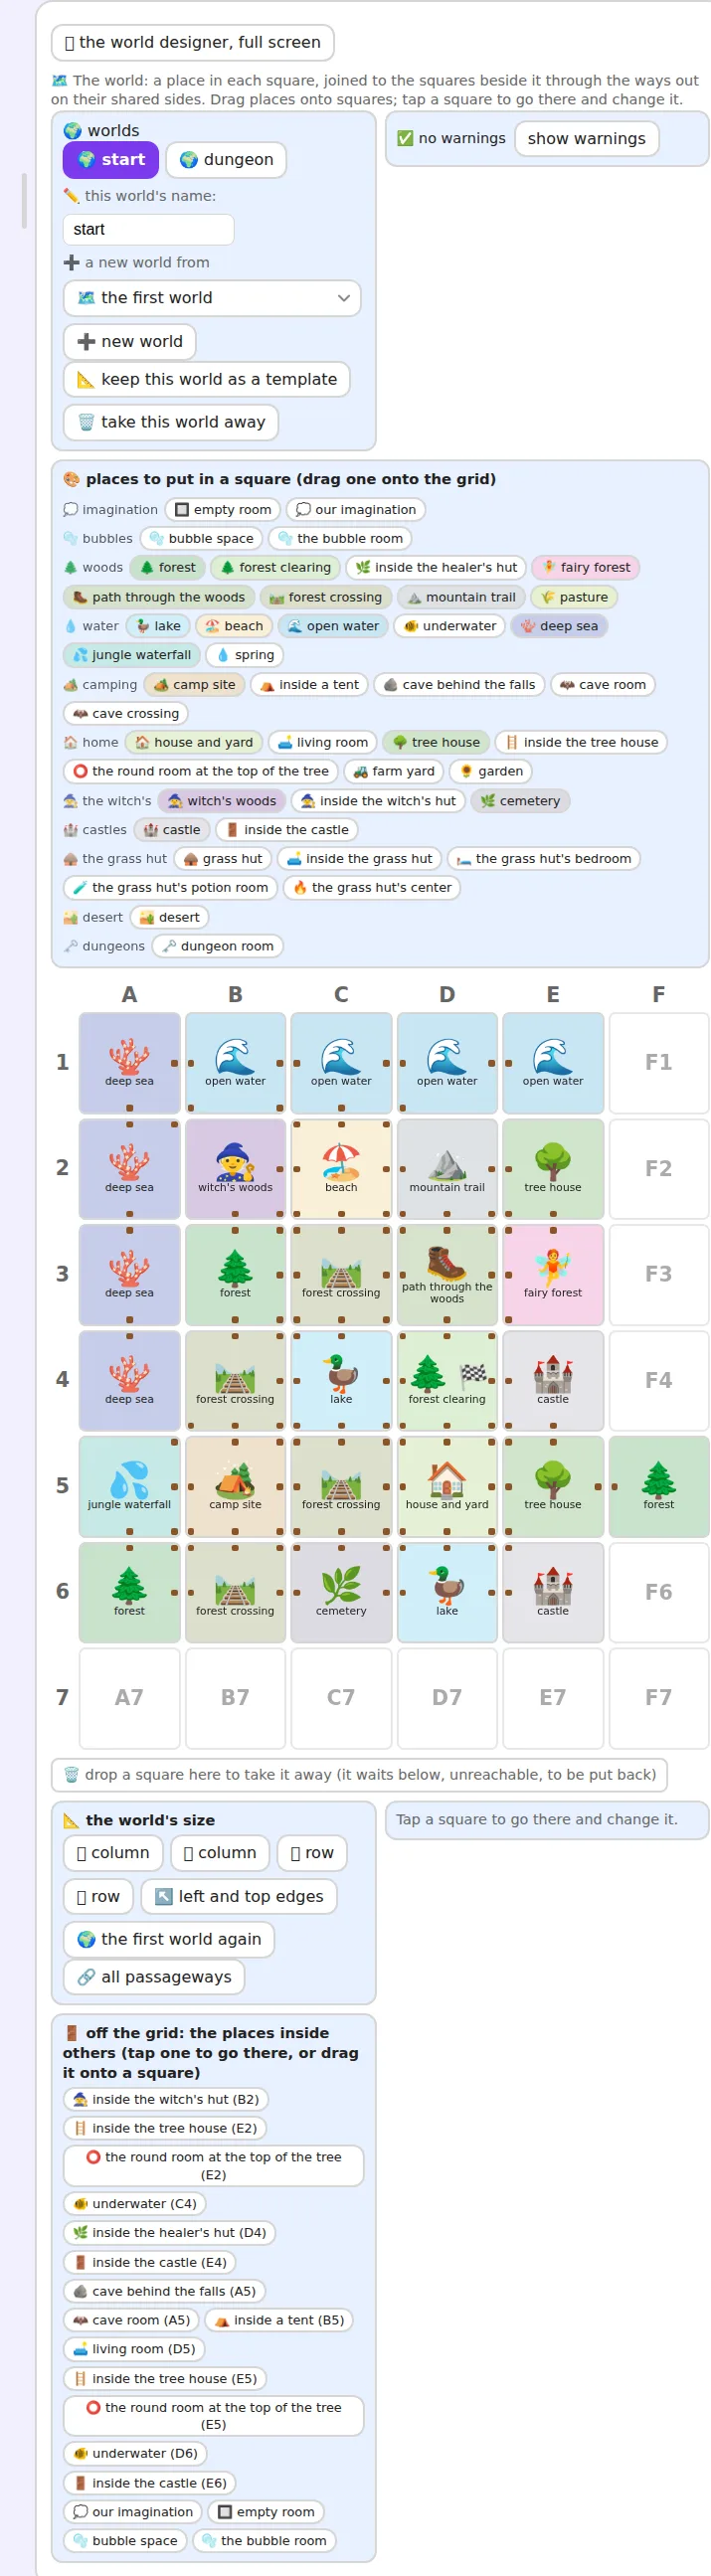 the world designer, full screen
🗺️ The world: a place in each square, joined to the squares beside it through the ways out
on their shared sides. Drag places onto squares; tap a square to go there and change it.
🌍 worlds
🌍 start 🌍 dungeon
✏️ this world's name:
start
➕ a new world from
🗺️ the first world
➕ new world
📐 keep this world as a template
🗑️ take this world away
✅ no warnings show warnings
🎨 places to put in a square (drag one onto the grid)
💭 imagination 🔲 empty room 💭 our imagination
🫧 bubbles 🫧 bubble space 🫧 the bubble room
🌲 woods 🌲 forest 🌲 forest clearing 🌿 inside the healer's hut 🧚 fairy forest
🥾 path through the woods 🛤️ forest crossing ⛰️ mountain trail 🌾 pasture
💧 water 🦆 lake 🏖️ beach 🌊 open water 🐠 underwater 🪸 deep sea
💦 jungle waterfall 💧 spring
🏕️ camping 🏕️ camp site ⛺ inside a tent 🪨 cave behind the falls 🦇 cave room
🦇 cave crossing
🏠 home 🏠 house and yard 🛋️ living room 🌳 tree house 🪜 inside the tree house
⭕ the round room at the top of the tree 🚜 farm yard 🌻 garden
🧙 the witch's 🧙 witch's woods 🧙 inside the witch's hut 🌿 cemetery
🏰 castles 🏰 castle 🚪 inside the castle
🛖 the grass hut 🛖 grass hut 🛋️ inside the grass hut 🛏️ the grass hut's bedroom
🧪 the grass hut's potion room 🔥 the grass hut's center
🏜️ desert 🏜️ desert
🗝️ dungeons 🗝️ dungeon room
A B C D E F
1 deep sea open water open water open water open water F1
2 deep sea witch's woods beach mountain trail tree house F2
3 deep sea forest forest crossing path through the woods fairy forest F3
4 deep sea forest crossing lake forest clearing castle F4
5 jungle waterfall camp site forest crossing house and yard tree house forest
6 forest forest crossing cemetery lake castle F6
7 A7 B7 C7 D7 E7 F7
🗑️ drop a square here to take it away (it waits below, unreachable, to be put back)
📐 the world's size
column column row
row ↖️ left and top edges
🌍 the first world again
🔗 all passageways
Tap a square to go there and change it.
🚪 off the grid: the places inside
others (tap one to go there, or drag
it onto a square)
🧙 inside the witch's hut (B2)
🪜 inside the tree house (E2)
⭕ the round room at the top of the tree
(E2)
🐠 underwater (C4)
🌿 inside the healer's hut (D4)
🚪 inside the castle (E4)
🪨 cave behind the falls (A5)
🦇 cave room (A5) ⛺ inside a tent (B5)
🛋️ living room (D5)
🪜 inside the tree house (E5)
⭕ the round room at the top of the tree
(E5)
🐠 underwater (D6)
🚪 inside the castle (E6)
💭 our imagination 🔲 empty room
🫧 bubble space 🫧 the bubble room